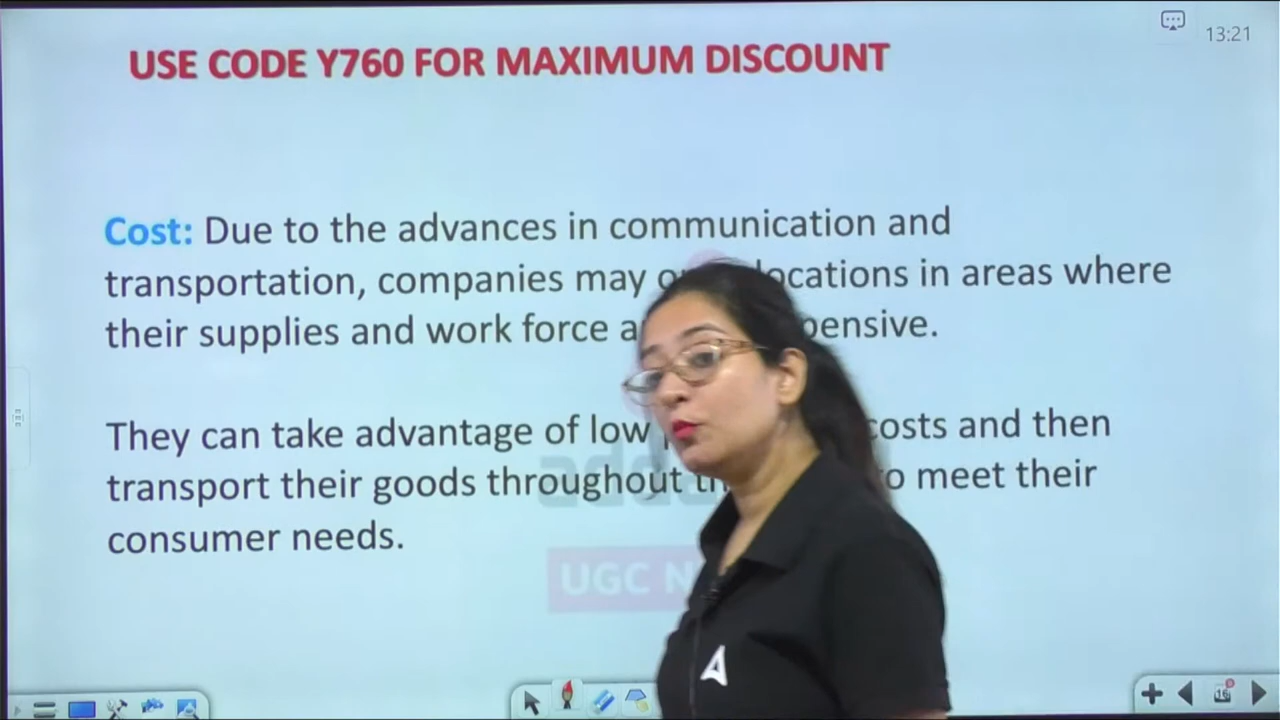 13:21
USE CODE Y760 FOR MAXIMUM DISCOUNT
Cost: Due to the advances in communication and
transportation, companies may in areas where
their supplies and work force
They can take advantage of low costs and then
transport their goods throughout meet their
consumer needs.
UGC
16